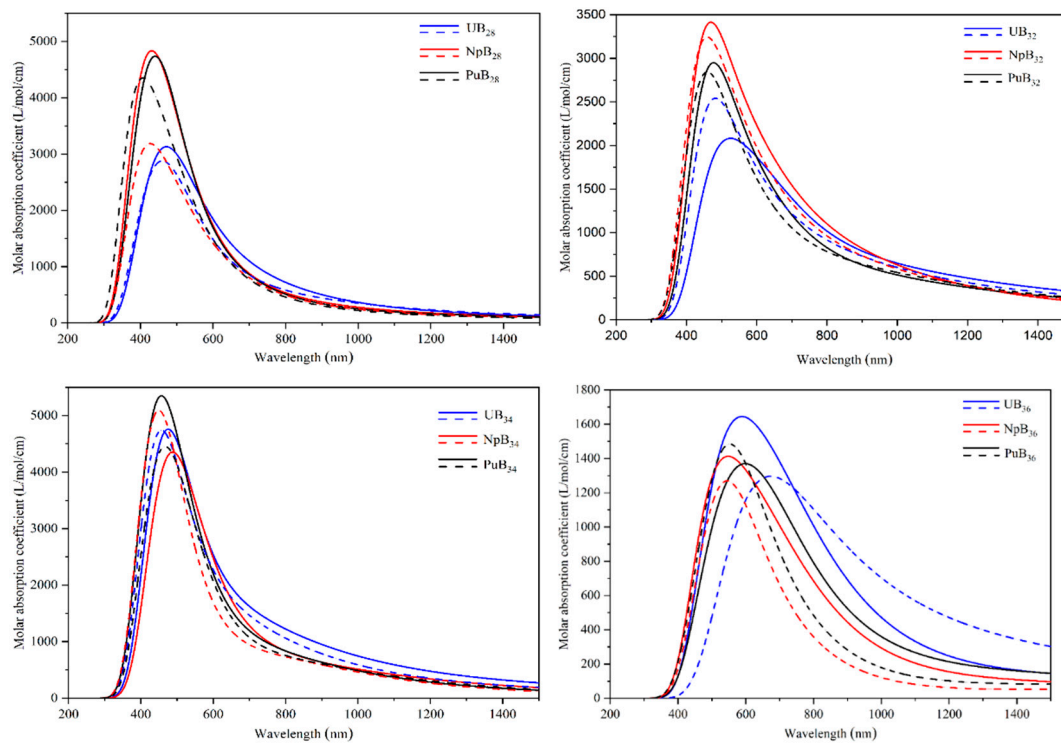 Molar absorption coefficient (L/mol/cm)
5000
4000
3000
2000
1000
0
200 400 600 800 1000 1200 1400
Wavelength (nm)
UB28
NpB28
PuB28
Molar absorption coefficient (L/mol/cm)
3500
3000
2500
2000
1500
1000
500
0
200 400 600 800 1000 1200 1400
Wavelength (nm)
UB32
NpB32
PuB32
Molar absorption coefficient (L/mol/cm)
5000
4000
3000
2000
1000
0
200 400 600 800 1000 1200 1400
Wavelength (nm)
UB34
NpB34
PuB34
Molar absorption coefficient (L/mol/cm)
1800
1600
1400
1200
1000
800
600
400
200
0
200 400 600 800 1000 1200 1400
Wavelength (nm)
UB36
NpB36
PuB36